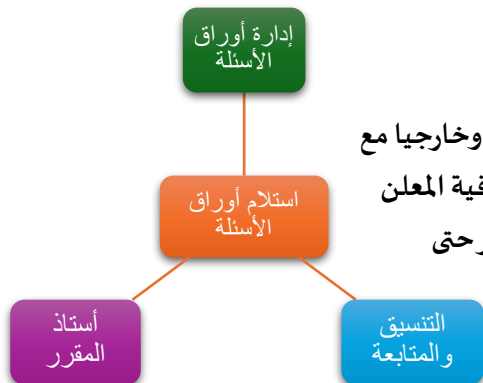 إدارة أوراق
الأسئلة
وخارجيا مع
فية المعلن
رحتى
استلام أوراق
الأسئلة
أستاذ
المقرر
التنسيق
والمتابعة